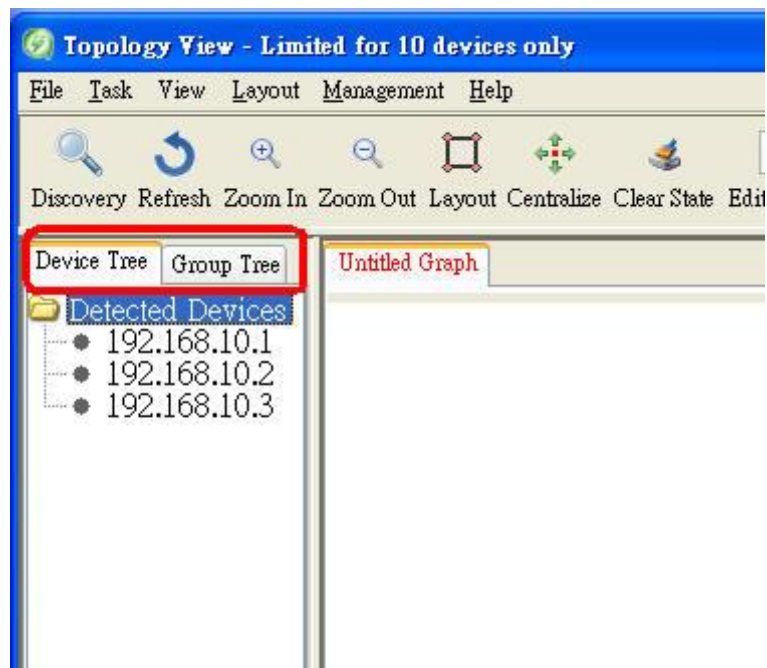 Topology View - Limited for 10 devices only
File Task View Layout Management Help
Discovery Refresh Zoom In Zoom Out Layout Centralize Clear State Edit
Device Tree Group Tree Untitled Graph
Detected Devices
192.168.10.1
192.168.10.2
192.168.10.3